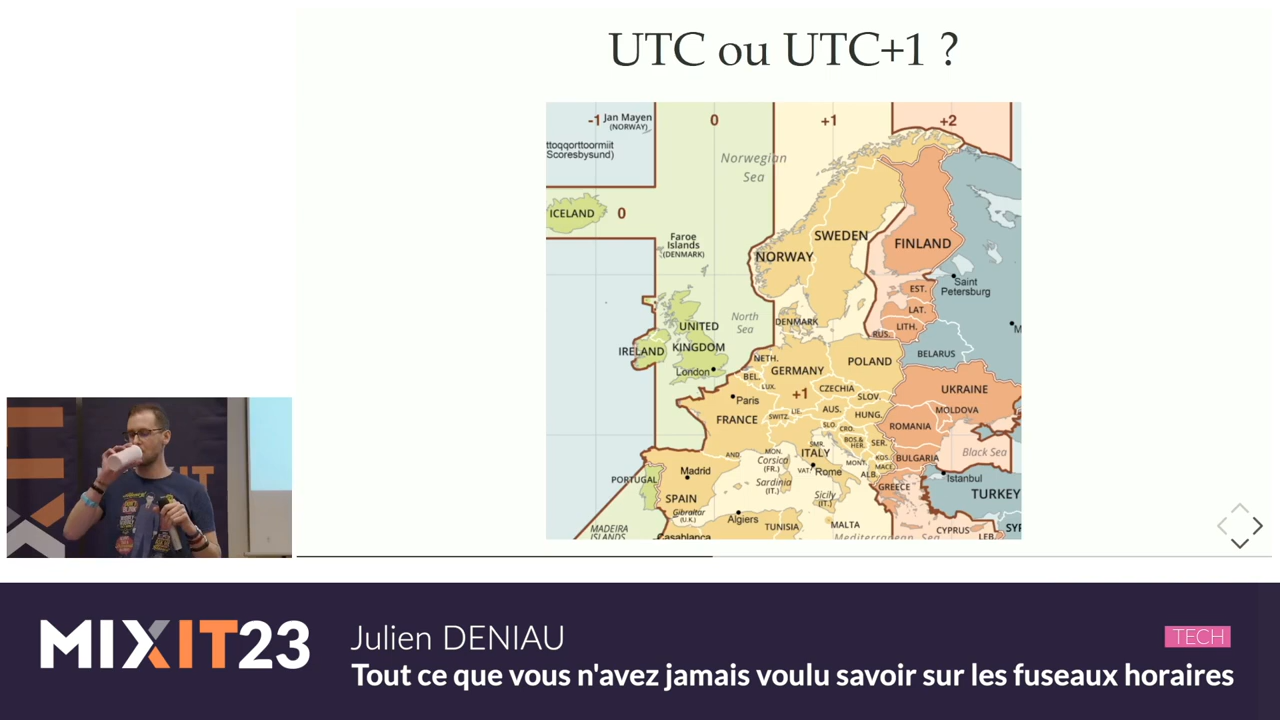 UTC ou UTC+1 ?
-1
Jan Mayen
(NORWAY)
0
+1
+2
ttoqqorttoormiit
(Scoresbysund)
Norwegian
Sea
ICELAND
0
Faroe
Islands
(DENMARK)
SWEDEN
NORWAY
FINLAND
Saint
Petersburg
EST.
LAT.
LITH.
RUS.
M
UNITED
KINGDOM
North
Sea
DENMARK
IRELAND
London
NETH.
BEL.
LUX.
GERMANY
POLAND
BELARUS
+1
CZECHIA
SLOV.
UKRAINE
MOLDOVA
Paris
FRANCE
SWITZ.
LIE.
AUS.
HUNG.
ROMANIA
SLO.
CRO.
BOS.&
HER.
SER.
AND.
MON.
SMR.
Corsica
(FR.)
ITALY
VAT.
Rome
MONT.
KOS.
MACE.
ALB.
BULGARIA
Black Sea
PORTUGAL
Madrid
SPAIN
Sardinia
(IT.)
Sicily
(IT.)
GREECE
Istanbul
TURKEY
Gibraltar
(U.K.)
Algiers
TUNISIA
MALTA
CYPRUS
SYR
LEB.
MADEIRA
ISLANDS
Casablanca
Mediterranean Sea
MIXIT23
Julien DENIAU
TECH
Tout ce que vous n'avez jamais voulu savoir sur les fuseaux horaires